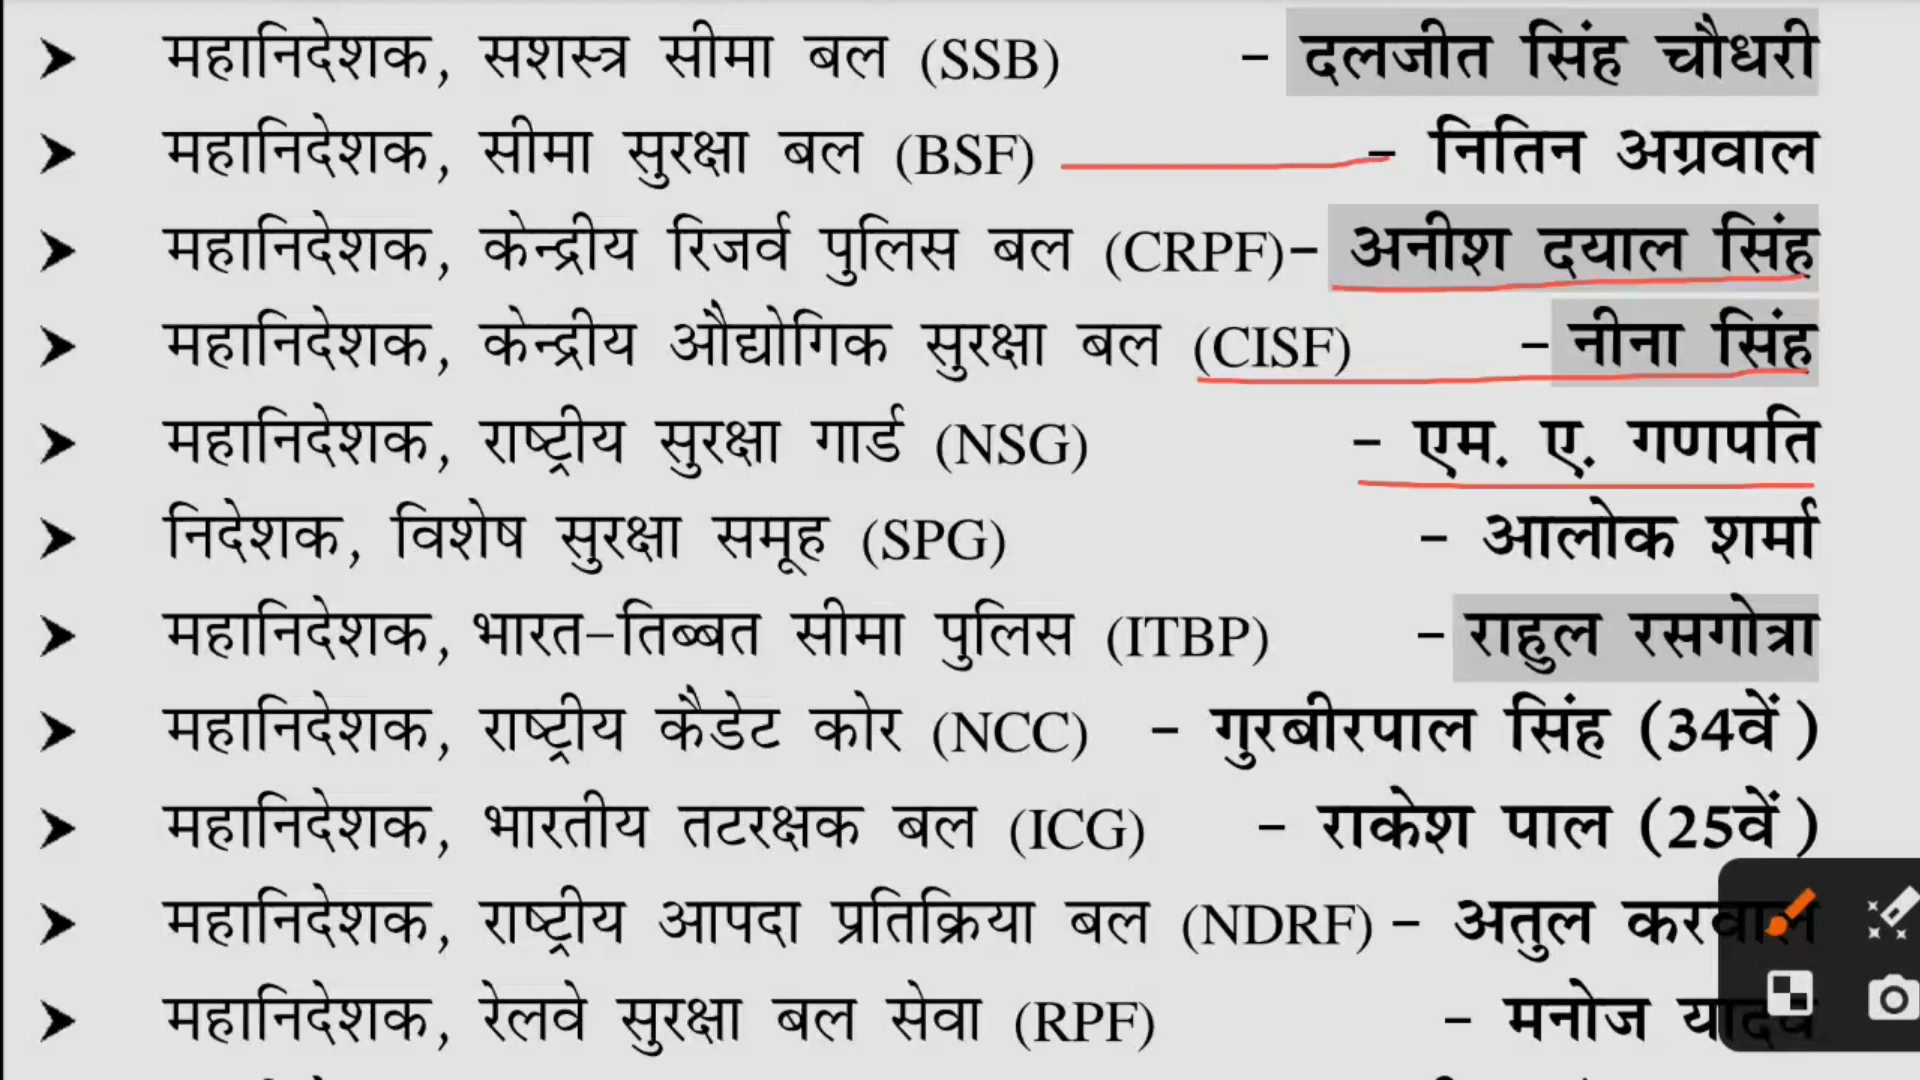 ➤ महानिदेशक, सशस्त्र सीमा बल (SSB) – दलजीत सिंह चौधरी
➤ महानिदेशक, सीमा सुरक्षा बल (BSF) – नितिन अग्रवाल
➤ महानिदेशक, केन्द्रीय रिजर्व पुलिस बल (CRPF)– अनीश दयाल सिंह
➤ महानिदेशक, केन्द्रीय औद्योगिक सुरक्षा बल (CISF) – नीना सिंह
➤ महानिदेशक, राष्ट्रीय सुरक्षा गार्ड (NSG) – एम. ए. गणपति
➤ निदेशक, विशेष सुरक्षा समूह (SPG) – आलोक शर्मा
➤ महानिदेशक, भारत–तिब्बत सीमा पुलिस (ITBP) – राहुल रसगोत्रा
➤ महानिदेशक, राष्ट्रीय कैडेट कोर (NCC) – गुरबीरपाल सिंह (34वें)
➤ महानिदेशक, भारतीय तटरक्षक बल (ICG) – राकेश पाल (25वें)
➤ महानिदेशक, राष्ट्रीय आपदा प्रतिक्रिया बल (NDRF) – अतुल करवाल
➤ महानिदेशक, रेलवे सुरक्षा बल सेवा (RPF) – मनोज यादव